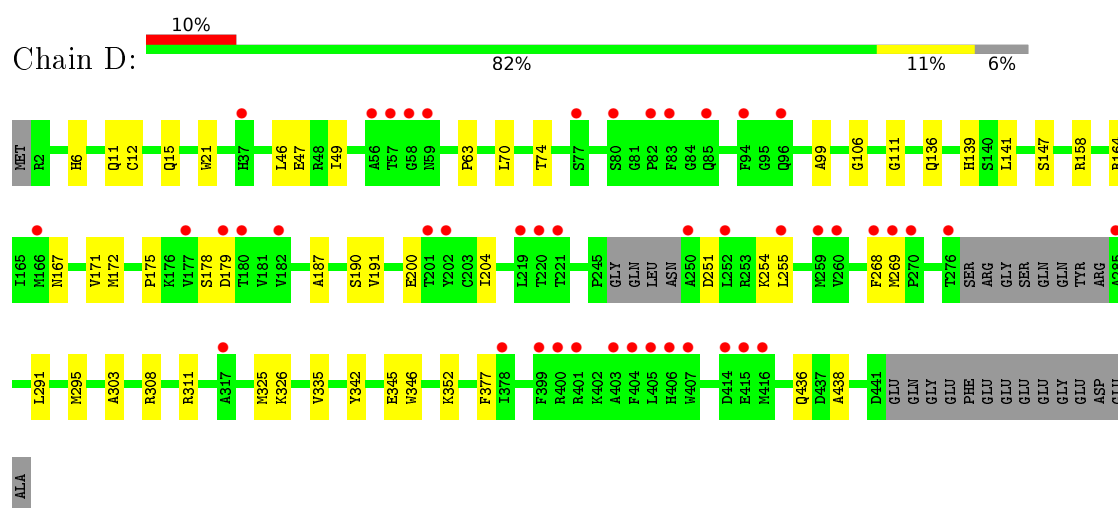 10%
Chain D:
82% 11% 6%
MET R2 H6 Q11 C12 Q15 W21 H37 L46 E47 R48 I49 A56 T57 G58 N59 P63 L70 T74 S77 S80 G81 P82 F83 G84 Q85 F94 G95 Q96 A99 G106 G111 Q136 H139 S140 L141 S147 R158
I165 M166 N167 V171 M172 P175 K176 V177 S178 D179 T180 V181 V182 A187 S190 V191 E200 T201 Y202 C203 I204 L219 T220 T221 P245 GLY GLN LEU ASN A250 D251 L252 R253 K254 L255 M259 V260 F268 M269 P270 T276 SER ARG GLY SER GLN GLN TYR ARG A285
L291 M295 A303 R308 R311 A317 M325 K326 V335 Y342 E345 W346 K352 F377 I378 F399 R400 R401 K402 A403 F404 L405 H406 W407 D414 E415 M416 Q436 D437 A438 D441 GLU GLN GLY GLU PHE GLU GLU GLU GLY GLU ASP
ALA